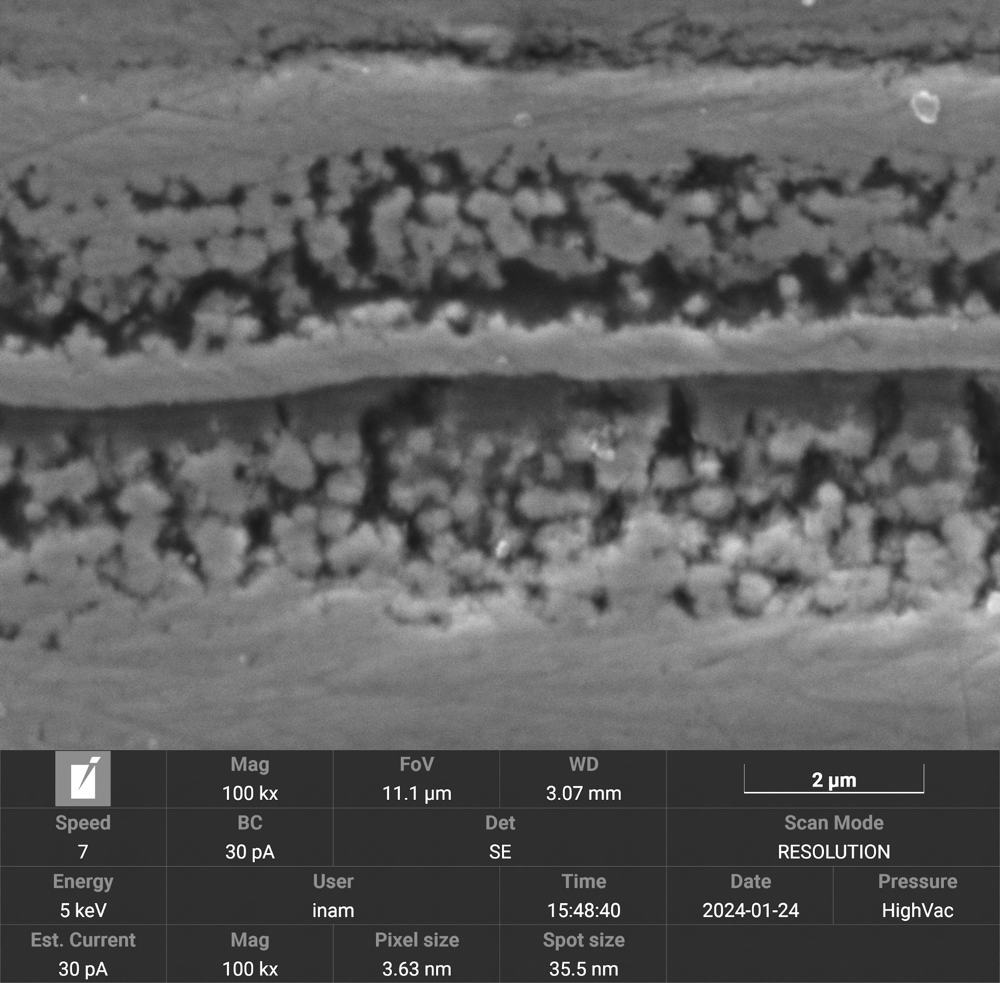 Mag FoV WD
100 kx 11.1 µm 3.07 mm 2 µm
Speed BC Det Scan Mode
7 30 pA SE RESOLUTION
Energy User Time Date Pressure
5 keV inam 15:48:40 2024-01-24 HighVac
Est. Current Mag Pixel size Spot size
30 pA 100 kx 3.63 nm 35.5 nm